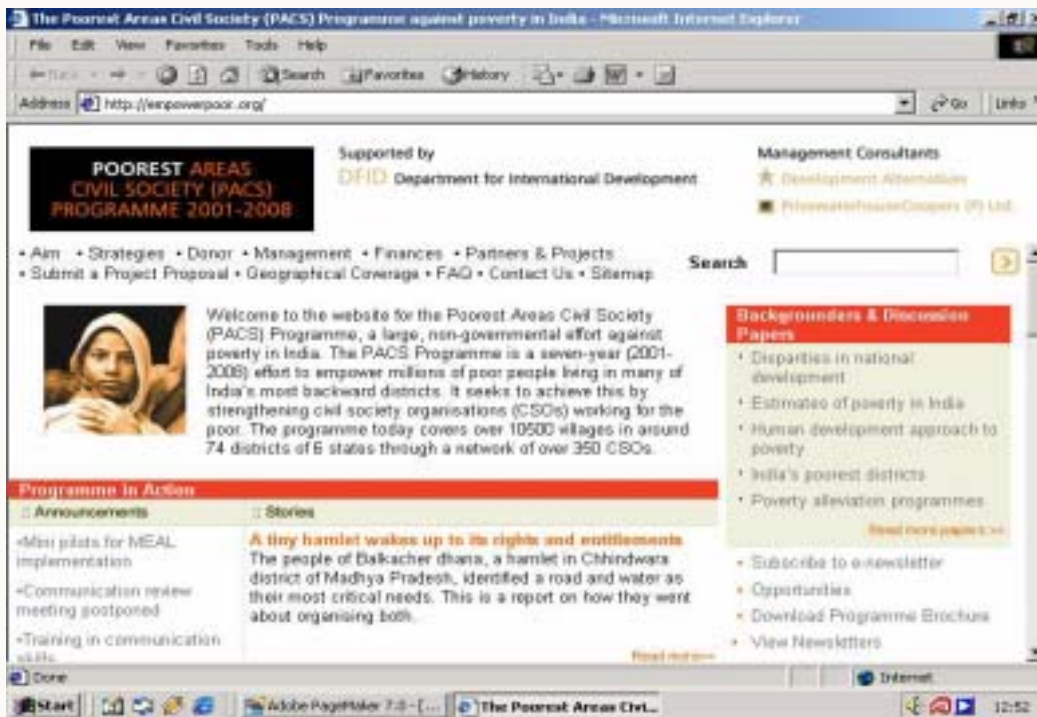 The Poorest Areas Civil Society (PACS) Programme against poverty in India - Microsoft Internet Explorer
File Edit View Favorites Tools Help
Back Search Favorites History
Address http://empowerpoor.org/ Go Links
POOREST AREAS
CIVIL SOCIETY (PACS)
PROGRAMME 2001-2008
Supported by
DFID Department for International Development
Management Consultants
Development Alternatives
PricewaterhouseCoopers (P) Ltd.
• Aim • Strategies • Donor • Management • Finances • Partners & Projects
• Submit a Project Proposal • Geographical Coverage • FAQ • Contact Us • Sitemap
Search
Welcome to the website for the Poorest Areas Civil Society
(PACS) Programme, a large, non-governmental effort against
poverty in India. The PACS Programme is a seven-year (2001-
2008) effort to empower millions of poor people living in many of
India's most backward districts. It seeks to achieve this by
strengthening civil society organisations (CSOs) working for the
poor. The programme today covers over 10500 villages in around
74 districts of 6 states through a network of over 350 CSOs.
Backgrounders & Discussion
Papers
• Disparities in national
development
• Estimates of poverty in India
• Human development approach to
poverty
• India's poorest districts
• Poverty alleviation programmes
Read more papers >>
Programme in Action
:: Announcements
•Mini pilots for MEAL
implementation
•Communication review
meeting postponed
•Training in communication
skills
:: Stories
A tiny hamlet wakes up to its rights and entitlements
The people of Balkacher dhana, a hamlet in Chhindwara
district of Madhya Pradesh, identified a road and water as
their most critical needs. This is a report on how they went
about organising both.
Read more>>
• Subscribe to e-newsletter
• Opportunities
• Download Programme Brochure
• View Newsletters
Done Internet
Start Adobe PageMaker 7.0 - [... The Poorest Areas Civi... 12:52